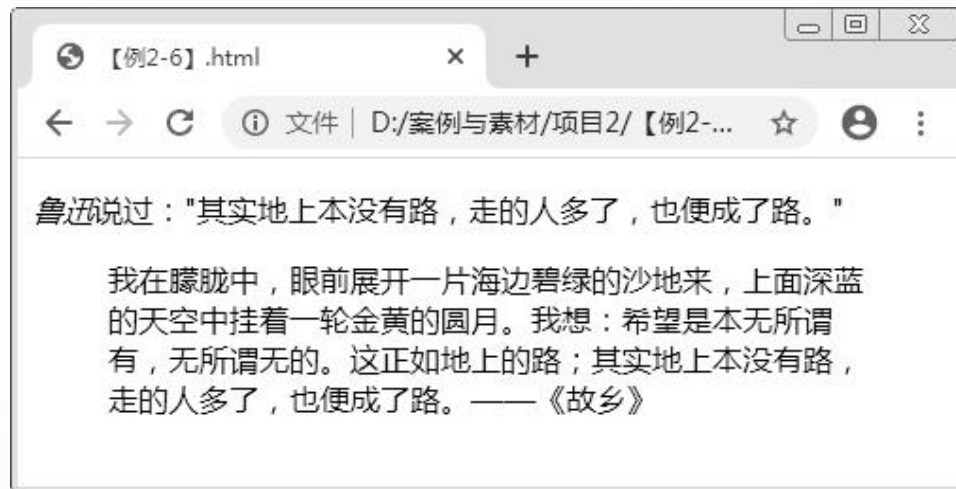 【例2-6】.html
文件 | D:/案例与素材/项目2/【例2-...
鲁迅说过："其实地上本没有路，走的人多了，也便成了路。"
我在朦胧中，眼前展开一片海边碧绿的沙地来，上面深蓝
的天空中挂着一轮金黄的圆月。我想：希望是本无所谓
有，无所谓无的。这正如地上的路；其实地上本没有路，
走的人多了，也便成了路。——《故乡》